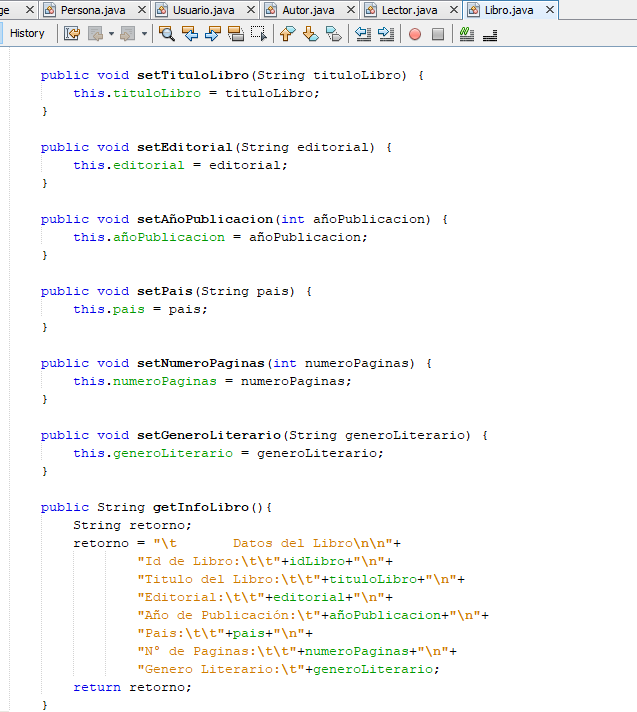 ge Persona.java Usuario.java Autor.java Lector.java Libro.java
History
public void setTituloLibro(String tituloLibro) {
this.tituloLibro = tituloLibro;
}
public void setEditorial(String editorial) {
this.editorial = editorial;
}
public void setAñoPublicacion(int añoPublicacion) {
this.añoPublicacion = añoPublicacion;
}
public void setPais(String pais) {
this.pais = pais;
}
public void setNumeroPaginas(int numeroPaginas) {
this.numeroPaginas = numeroPaginas;
}
public void setGeneroLiterario(String generoLiterario) {
this.generoLiterario = generoLiterario;
}
public String getInfoLibro(){
String retorno;
retorno = "\t       Datos del Libro\n\n"+
"Id de Libro:\t\t"+idLibro+"\n"+
"Titulo del Libro:\t\t"+tituloLibro+"\n"+
"Editorial:\t\t"+editorial+"\n"+
"Año de Publicación:\t"+añoPublicacion+"\n"+
"Pais:\t\t"+pais+"\n"+
"N° de Paginas:\t\t"+numeroPaginas+"\n"+
"Genero Literario:\t"+generoLiterario;
return retorno;
}